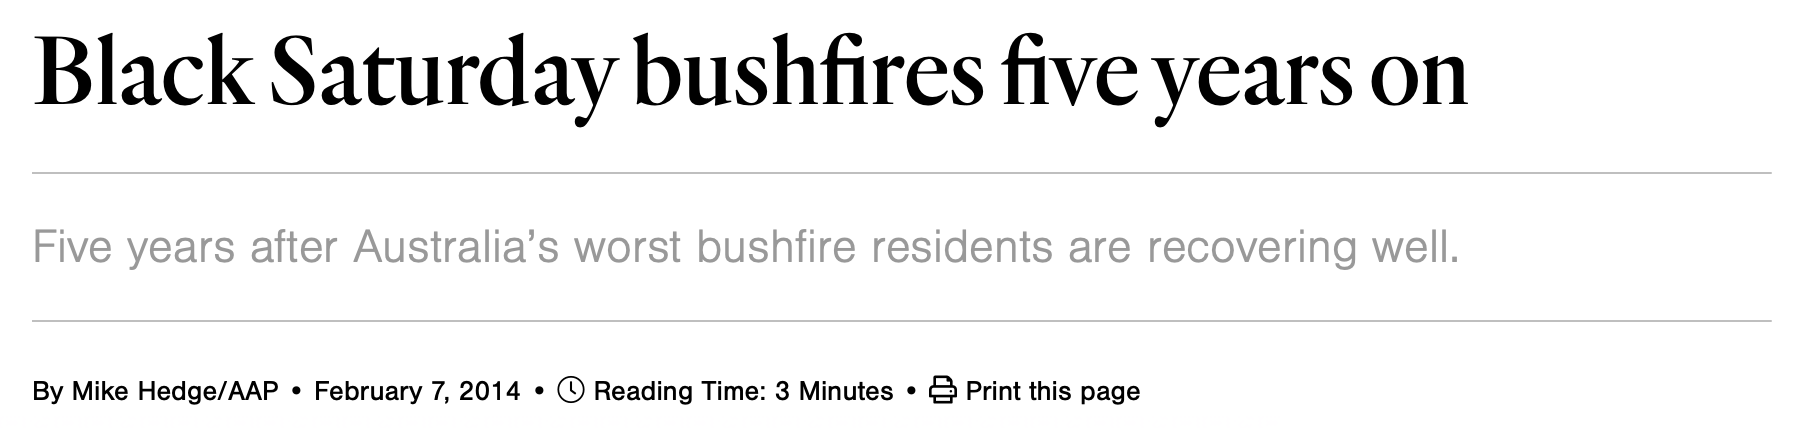 Black Saturday bushfires five years on
Five years after Australia’s worst bushfire residents are recovering well.
By Mike Hedge/AAP • February 7, 2014 • Reading Time: 3 Minutes • Print this page